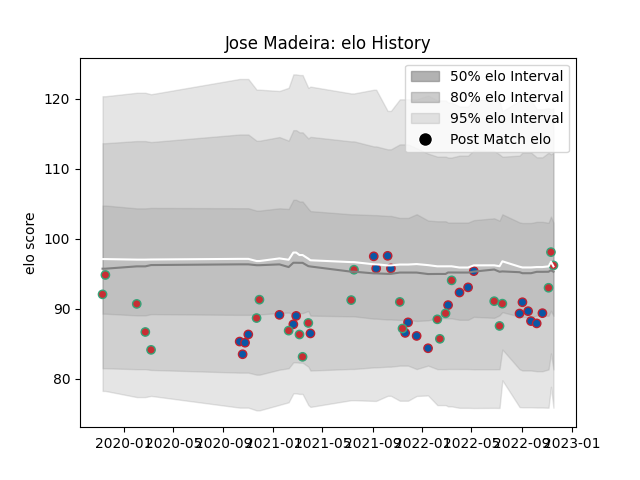 Jose Madeira: elo History
50% elo Interval
80% elo Interval
95% elo Interval
Post Match elo
elo score
120
110
100
90
80
2020-01
2020-05
2020-09
2021-01
2021-05
2021-09
2022-01
2022-05
2022-09
2023-01